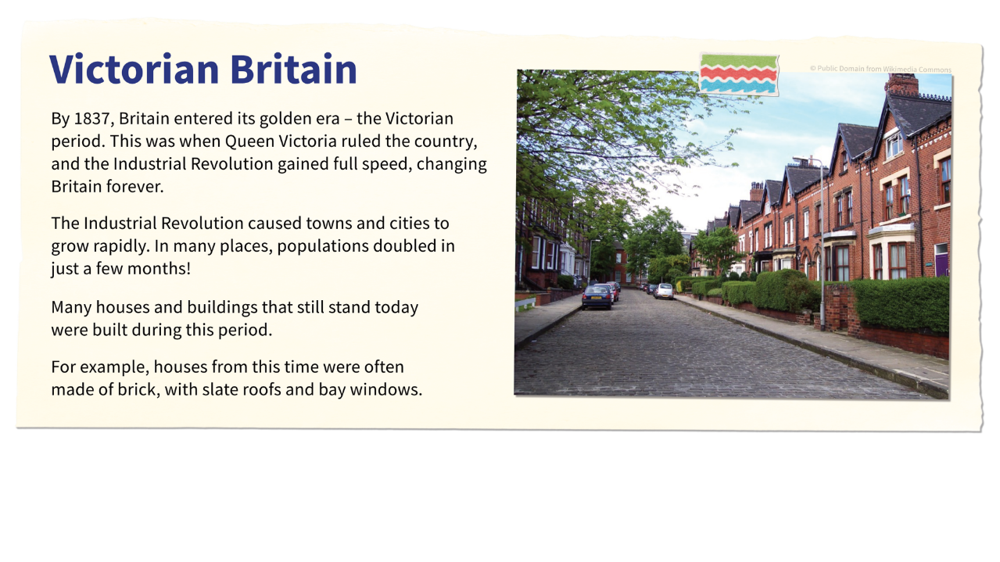 Victorian Britain
© Public Domain from Wikimedia Commons
By 1837, Britain entered its golden era – the Victorian
period. This was when Queen Victoria ruled the country,
and the Industrial Revolution gained full speed, changing
Britain forever.
The Industrial Revolution caused towns and cities to
grow rapidly. In many places, populations doubled in
just a few months!
Many houses and buildings that still stand today
were built during this period.
For example, houses from this time were often
made of brick, with slate roofs and bay windows.